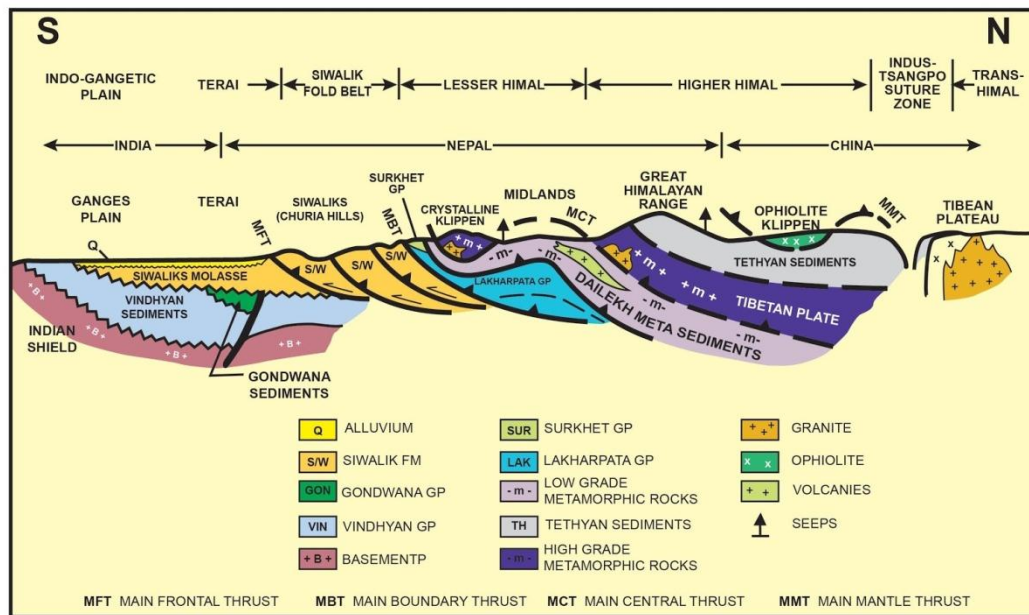 S
N
INDO-GANGETIC
PLAIN
TERAI
SIWALIK
FOLD BELT
LESSER HIMAL
HIGHER HIMAL
INDUS-
TSANGPO
SUTURE
ZONE
TRANS-
HIMAL
INDIA
NEPAL
CHINA
GANGES
PLAIN
TERAI
MFT
SIWALIKS
(CHURIA HILLS)
MBT
SURKHET
GP
CRYSTALLINE
KLIPPEN
MIDLANDS
MCT
GREAT
HIMALAYAN
RANGE
OPHIOLITE
KLIPPEN
MMT
TIBEAN
PLATEAU
Q
SIWALIKS MOLASSE
S/W
S/W
S/W
+ m +
- m -
x x x
TETHYAN SEDIMENTS
VINDHYAN
SEDIMENTS
LAKHARPATA GP
- m -
+ m +
TIBETAN PLATE
DAILEKH META SEDIMENTS
- m -
INDIAN
SHIELD
+ B +
+ B +
+ B +
+ B +
GONDWANA
SEDIMENTS
Q ALLUVIUM
S/W SIWALIK FM
GON GONDWANA GP
VIN VINDHYAN GP
+ B + BASEMENTP
SUR SURKHET GP
LAK LAKHARPATA GP
- m - LOW GRADE
METAMORPHIC ROCKS
TH TETHYAN SEDIMENTS
- m - HIGH GRADE
METAMORPHIC ROCKS
GRANITE
x x OPHIOLITE
+ + VOLCANIES
SEEPS
MFT MAIN FRONTAL THRUST MBT MAIN BOUNDARY THRUST MCT MAIN CENTRAL THRUST MMT MAIN MANTLE THRUST